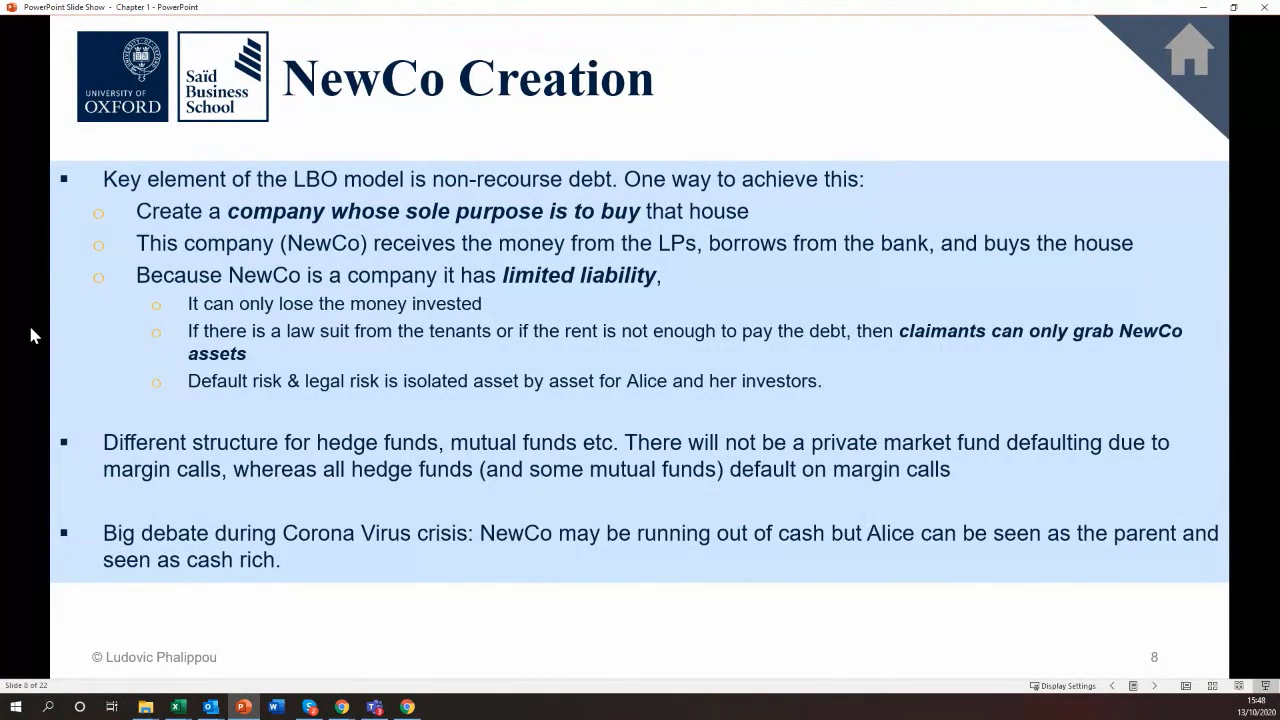 PowerPoint Slide Show - Chapter 1 - PowerPoint
UNIVERSITY OF
OXFORD
Saïd
Business
School
NewCo Creation
Key element of the LBO model is non-recourse debt. One way to achieve this:
Create a company whose sole purpose is to buy that house
This company (NewCo) receives the money from the LPs, borrows from the bank, and buys the house
Because NewCo is a company it has limited liability,
It can only lose the money invested
If there is a law suit from the tenants or if the rent is not enough to pay the debt, then claimants can only grab NewCo
assets
Default risk & legal risk is isolated asset by asset for Alice and her investors.
Different structure for hedge funds, mutual funds etc. There will not be a private market fund defaulting due to
margin calls, whereas all hedge funds (and some mutual funds) default on margin calls
Big debate during Corona Virus crisis: NewCo may be running out of cash but Alice can be seen as the parent and
seen as cash rich.
© Ludovic Phalippou
8
Slide 8 of 22
Display Settings
15:48
13/10/2020